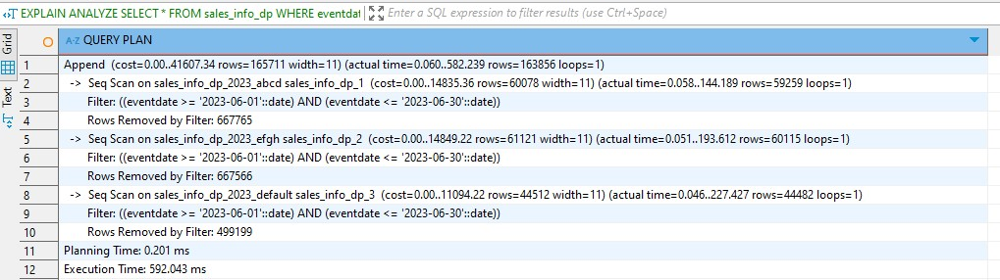 EXPLAIN ANALYZE SELECT * FROM sales_info_dp WHERE eventdat
Enter a SQL expression to filter results (use Ctrl+Space)
Grid
Text
A-Z QUERY PLAN
1 Append (cost=0.00..41607.34 rows=165711 width=11) (actual time=0.060..582.239 rows=163856 loops=1)
2 -> Seq Scan on sales_info_dp_2023_abcd sales_info_dp_1 (cost=0.00..14835.36 rows=60078 width=11) (actual time=0.058..144.189 rows=59259 loops=1)
3 Filter: ((eventdate >= '2023-06-01'::date) AND (eventdate <= '2023-06-30'::date))
4 Rows Removed by Filter: 667765
5 -> Seq Scan on sales_info_dp_2023_efgh sales_info_dp_2 (cost=0.00..14849.22 rows=61121 width=11) (actual time=0.051..193.612 rows=60115 loops=1)
6 Filter: ((eventdate >= '2023-06-01'::date) AND (eventdate <= '2023-06-30'::date))
7 Rows Removed by Filter: 667566
8 -> Seq Scan on sales_info_dp_2023_default sales_info_dp_3 (cost=0.00..11094.22 rows=44512 width=11) (actual time=0.046..227.427 rows=44482 loops=1)
9 Filter: ((eventdate >= '2023-06-01'::date) AND (eventdate <= '2023-06-30'::date))
10 Rows Removed by Filter: 499199
11 Planning Time: 0.201 ms
12 Execution Time: 592.043 ms